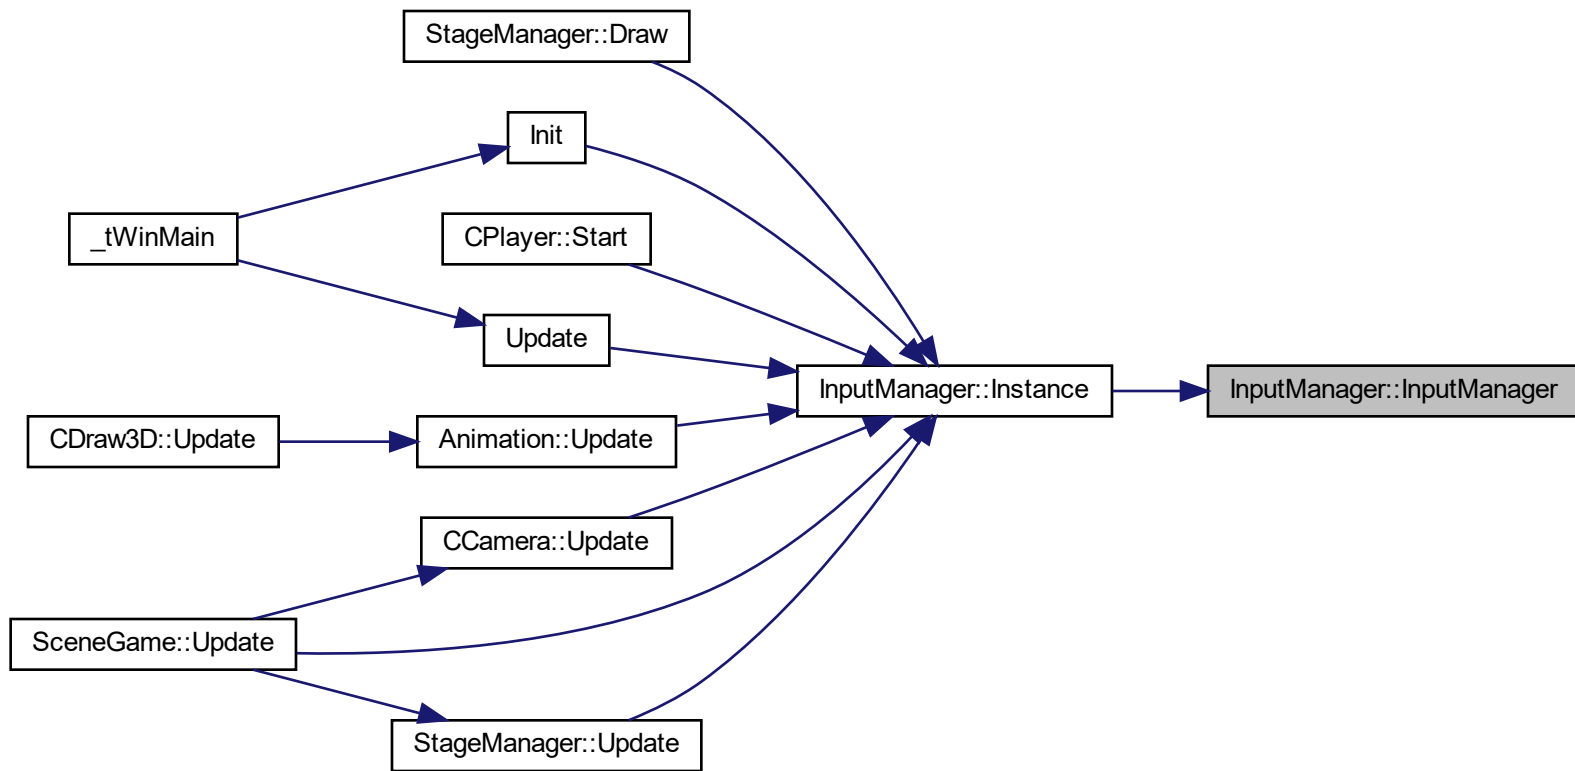 StageManager::Draw
Init
_tWinMain
CPlayer::Start
Update
InputManager::Instance
InputManager::InputManager
CDraw3D::Update
Animation::Update
CCamera::Update
SceneGame::Update
StageManager::Update